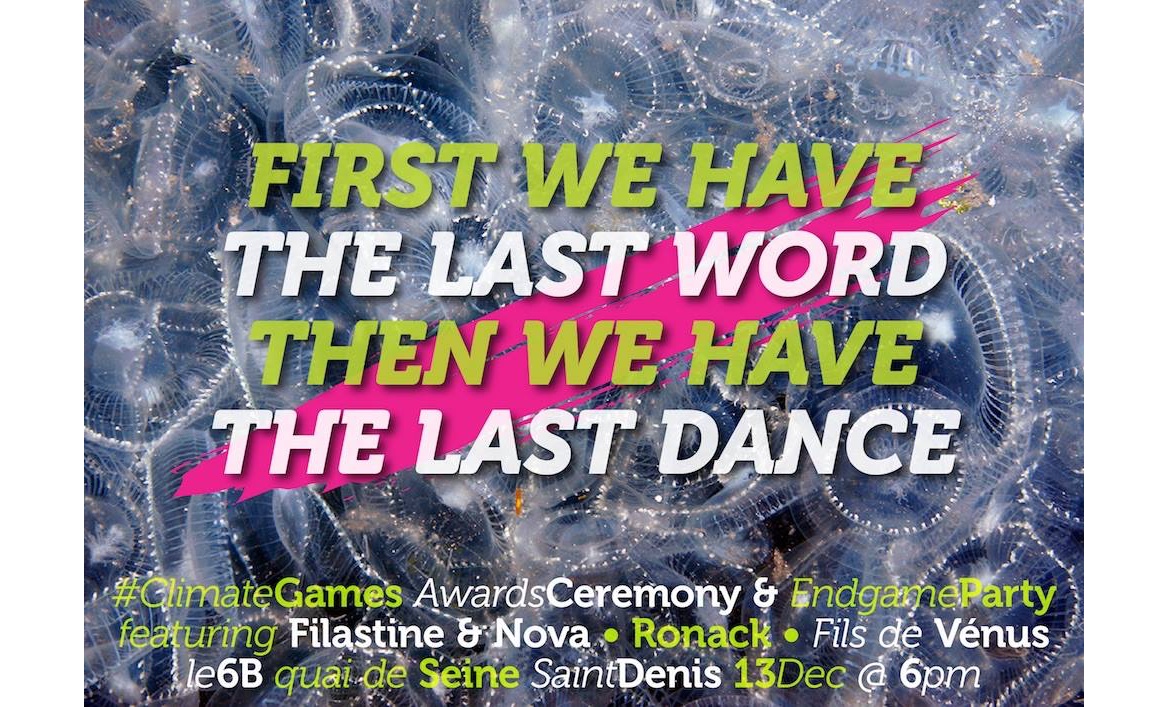 FIRST WE HAVE
THE LAST WORD
THEN WE HAVE
THE LAST DANCE
#ClimateGames AwardsCeremony & EndgameParty
featuring Filastine & Nova • Ronack • Fils de Vénus
le6B quai de Seine SaintDenis 13Dec @ 6pm